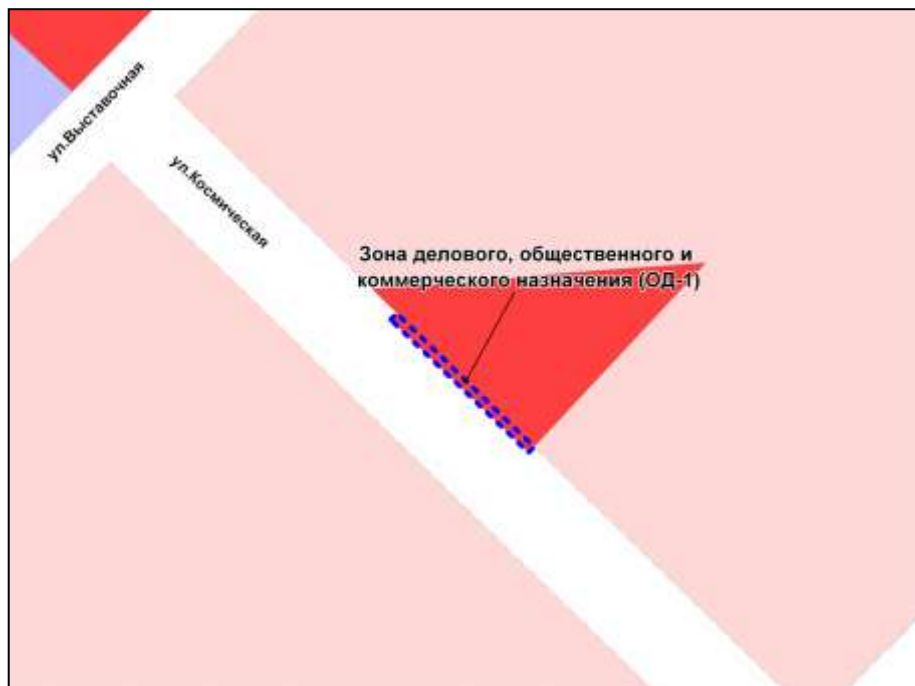 ул.Выставочная
ул.Космическая
Зона делового, общественного и
коммерческого назначения (ОД-1)